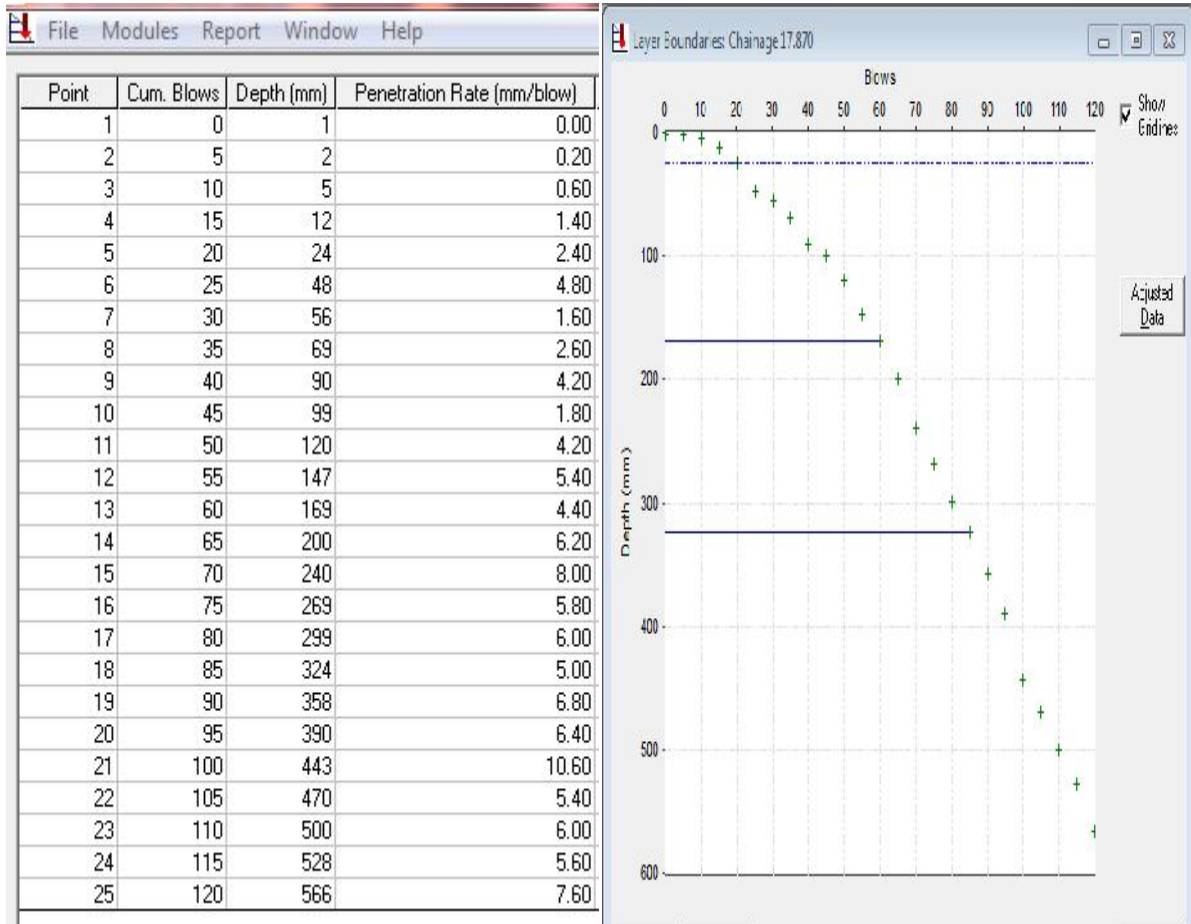 File Modules Report Window Help
Point Cum. Blows Depth (mm) Penetration Rate (mm/blow)
1 0 1 0.00
2 5 2 0.20
3 10 5 0.60
4 15 12 1.40
5 20 24 2.40
6 25 48 4.80
7 30 56 1.60
8 35 69 2.60
9 40 90 4.20
10 45 99 1.80
11 50 120 4.20
12 55 147 5.40
13 60 169 4.40
14 65 200 6.20
15 70 240 8.00
16 75 269 5.80
17 80 299 6.00
18 85 324 5.00
19 90 358 6.80
20 95 390 6.40
21 100 443 10.60
22 105 470 5.40
23 110 500 6.00
24 115 528 5.60
25 120 566 7.60
Layer Boundaries: Chainage 17.870
Blows
0 10 20 30 40 50 60 70 80 90 100 110 120
Show
Gridlines
0
100
Adjusted
Data
200
Depth (mm)
300
400
500
600